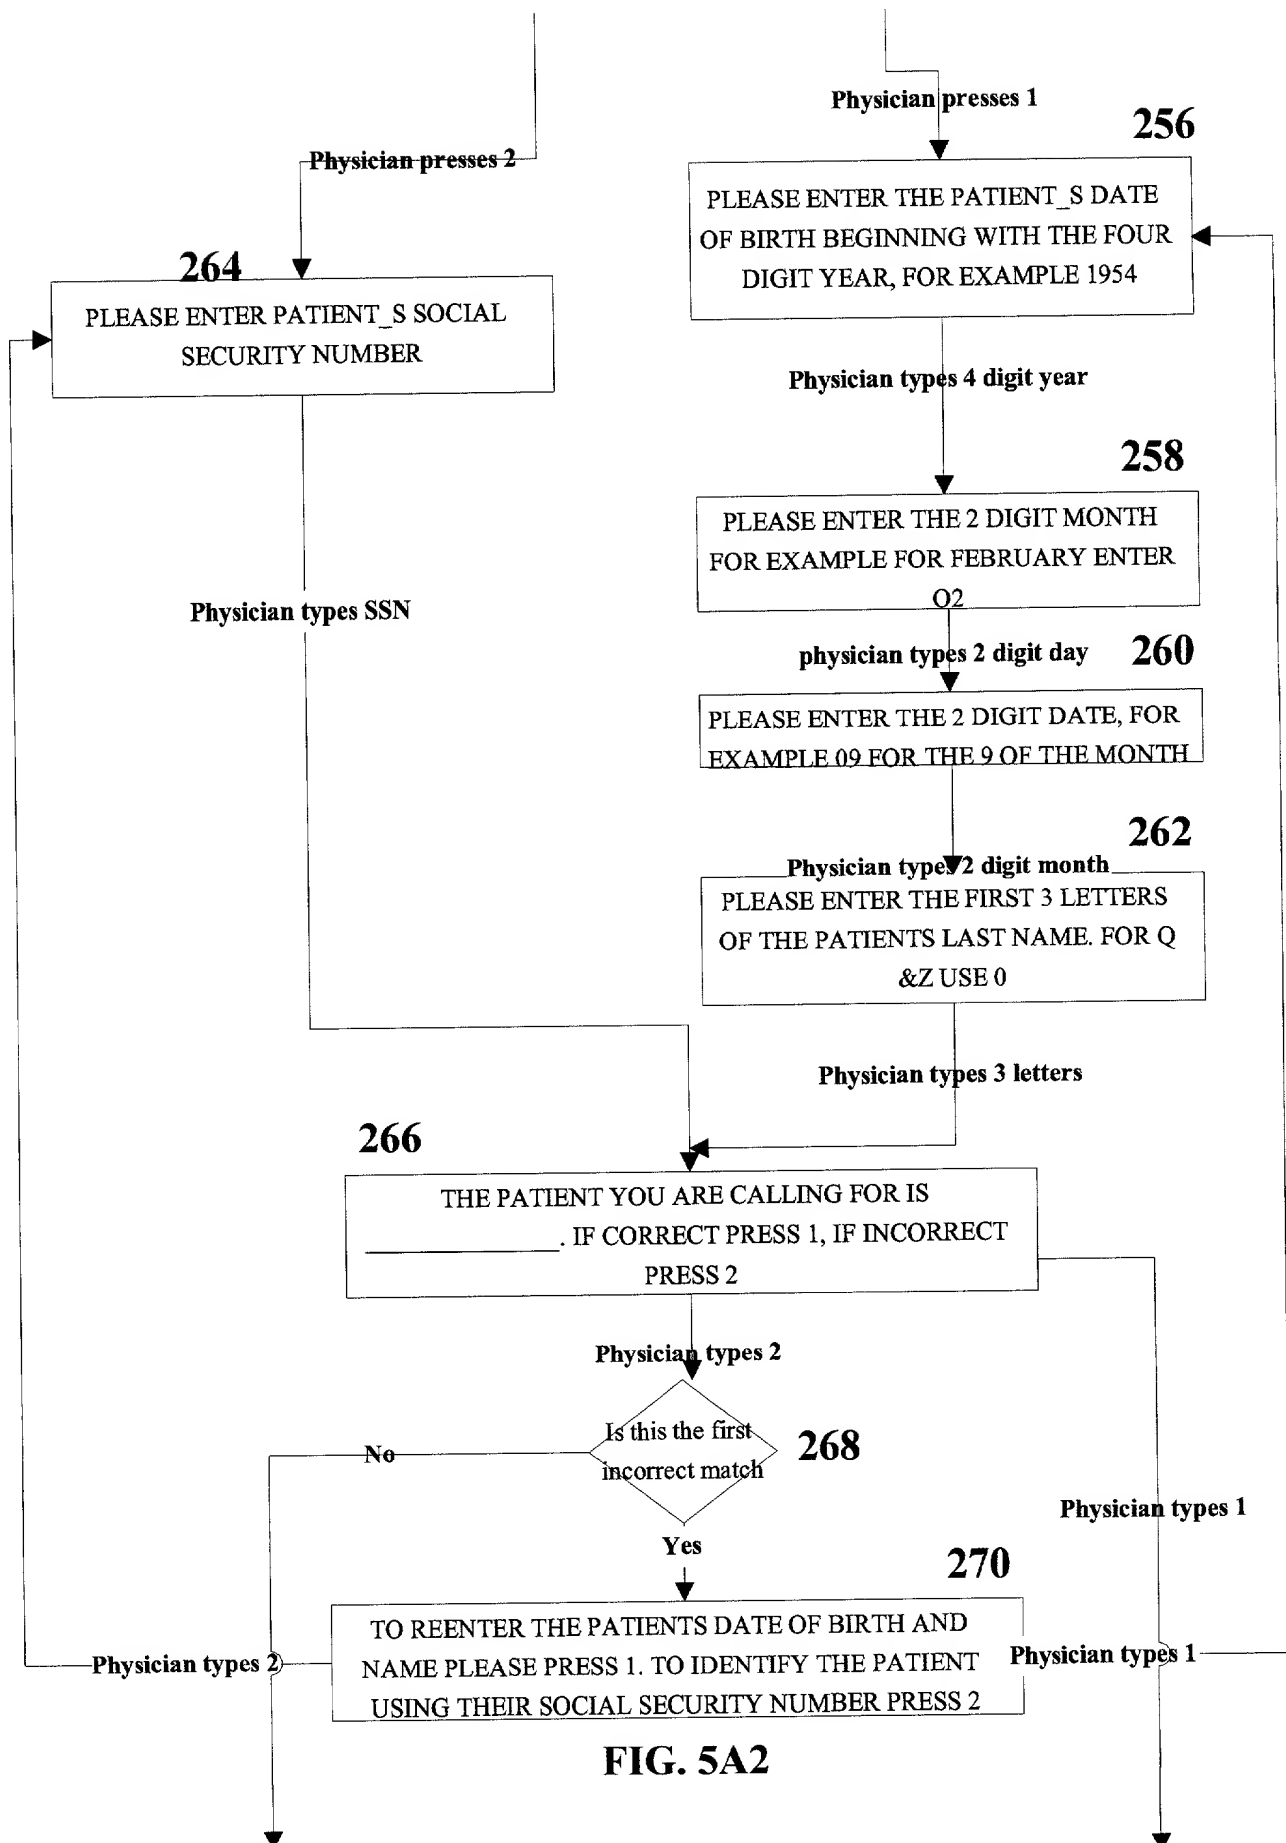 Physician presses 1
256
Physician presses 2
PLEASE ENTER THE PATIENT_S DATE
OF BIRTH BEGINNING WITH THE FOUR
DIGIT YEAR, FOR EXAMPLE 1954
264
PLEASE ENTER PATIENT_S SOCIAL
SECURITY NUMBER
Physician types 4 digit year
258
PLEASE ENTER THE 2 DIGIT MONTH
FOR EXAMPLE FOR FEBRUARY ENTER
O2
Physician types SSN
physician types 2 digit day
260
PLEASE ENTER THE 2 DIGIT DATE, FOR
EXAMPLE 09 FOR THE 9 OF THE MONTH
262
Physician types 2 digit month
PLEASE ENTER THE FIRST 3 LETTERS
OF THE PATIENTS LAST NAME. FOR Q
&Z USE 0
Physician types 3 letters
266
THE PATIENT YOU ARE CALLING FOR IS
_______________. IF CORRECT PRESS 1, IF INCORRECT
PRESS 2
Physician types 2
Is this the first
incorrect match
268
No
Physician types 1
Yes
270
TO REENTER THE PATIENTS DATE OF BIRTH AND
NAME PLEASE PRESS 1. TO IDENTIFY THE PATIENT
USING THEIR SOCIAL SECURITY NUMBER PRESS 2
Physician types 2
Physician types 1
FIG. 5A2